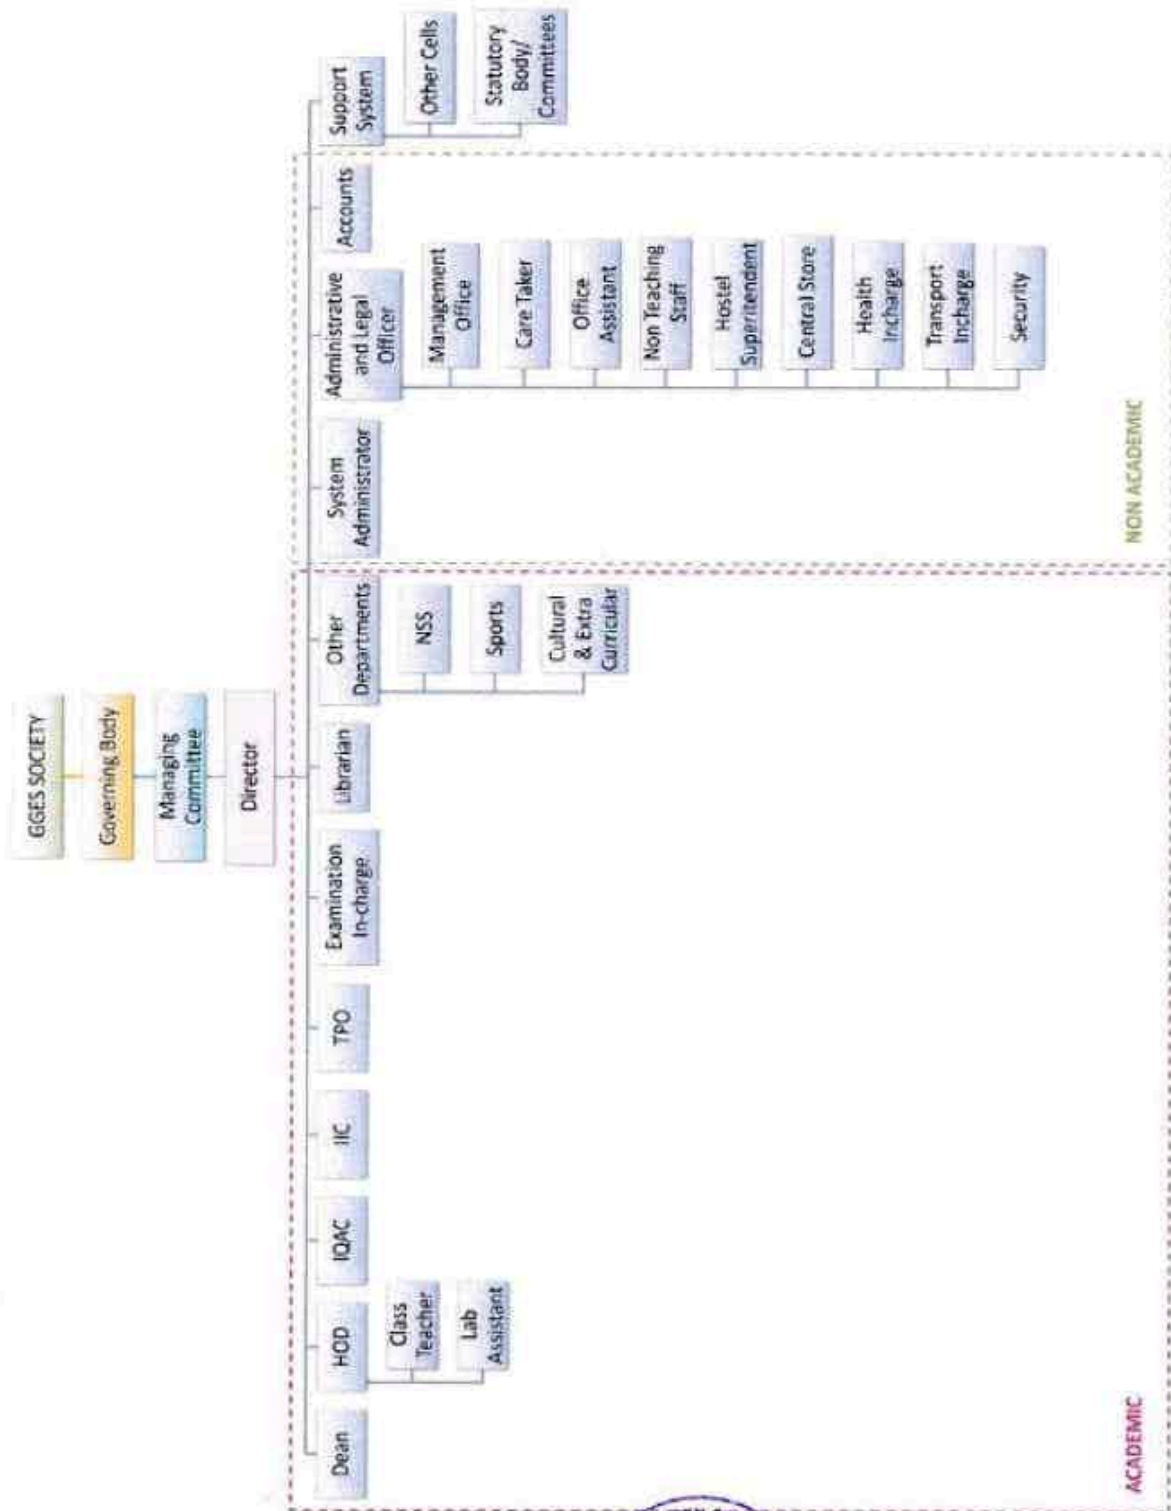 GGES SOCIETY
Governing Body
Managing
Committee
Director
Dean
HOD
Class
Teacher
Lab
Assistant
IQAC
IIC
TPO
Examination
In-charge
Librarian
Other
Departments
NSS
Sports
Cultural
& Extra
Curricular
System
Administrator
Administrative
and Legal
Officer
Management
Office
Care Taker
Office
Assistant
Non Teaching
Staff
Hostel
Superitendent
Central Store
Health
Incharge
Transport
Incharge
Security
Accounts
Support
System
Other Cells
Statutory
Body/
Committees
ACADEMIC
NON ACADEMIC